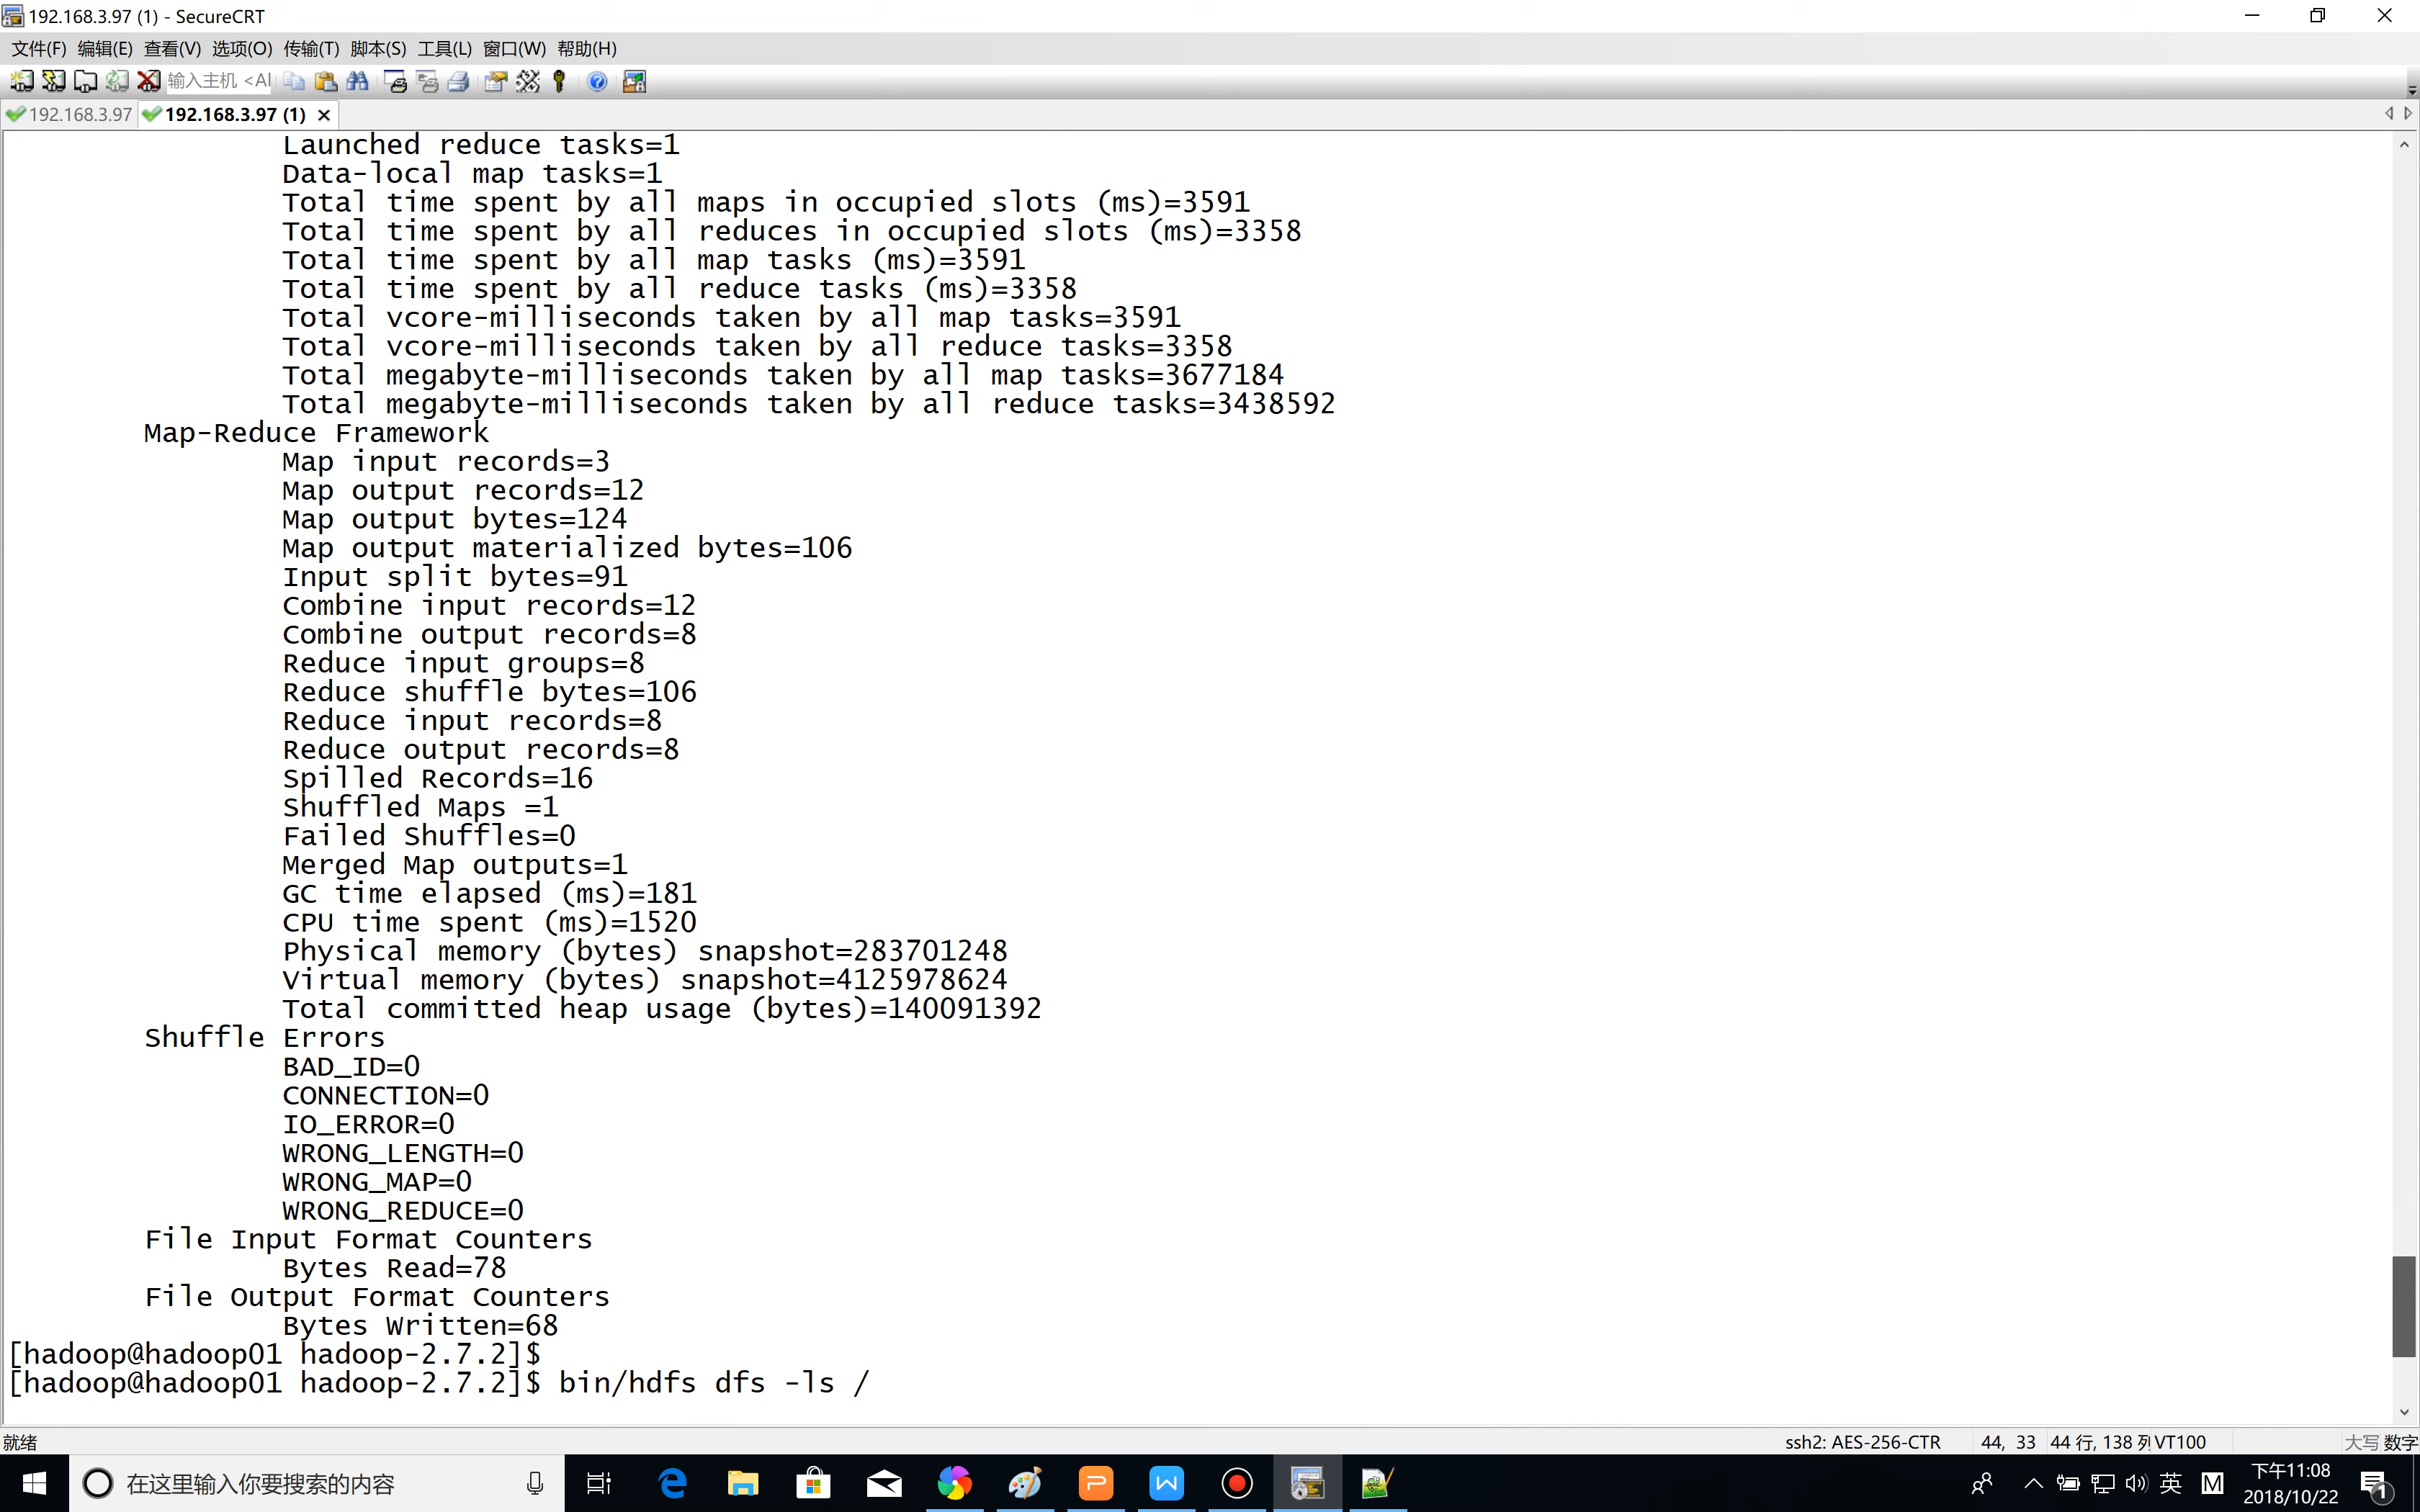 192.168.3.97 (1) - SecureCRT
文件(F) 编辑(E) 查看(V) 选项(O) 传输(T) 脚本(S) 工具(L) 窗口(W) 帮助(H)
输入主机 <Al
192.168.3.97 192.168.3.97 (1)
Launched reduce tasks=1
Data-local map tasks=1
Total time spent by all maps in occupied slots (ms)=3591
Total time spent by all reduces in occupied slots (ms)=3358
Total time spent by all map tasks (ms)=3591
Total time spent by all reduce tasks (ms)=3358
Total vcore-milliseconds taken by all map tasks=3591
Total vcore-milliseconds taken by all reduce tasks=3358
Total megabyte-milliseconds taken by all map tasks=3677184
Total megabyte-milliseconds taken by all reduce tasks=3438592
Map-Reduce Framework
Map input records=3
Map output records=12
Map output bytes=124
Map output materialized bytes=106
Input split bytes=91
Combine input records=12
Combine output records=8
Reduce input groups=8
Reduce shuffle bytes=106
Reduce input records=8
Reduce output records=8
Spilled Records=16
Shuffled Maps =1
Failed Shuffles=0
Merged Map outputs=1
GC time elapsed (ms)=181
CPU time spent (ms)=1520
Physical memory (bytes) snapshot=283701248
Virtual memory (bytes) snapshot=4125978624
Total committed heap usage (bytes)=140091392
Shuffle Errors
BAD_ID=0
CONNECTION=0
IO_ERROR=0
WRONG_LENGTH=0
WRONG_MAP=0
WRONG_REDUCE=0
File Input Format Counters
Bytes Read=78
File Output Format Counters
Bytes Written=68
[hadoop@hadoop01 hadoop-2.7.2]$
[hadoop@hadoop01 hadoop-2.7.2]$ bin/hdfs dfs -ls /
就绪 ssh2: AES-256-CTR 44, 33 44 行, 138 列 VT100 大写 数字
在这里输入你要搜索的内容 英 M 下午11:08
2018/10/22 1